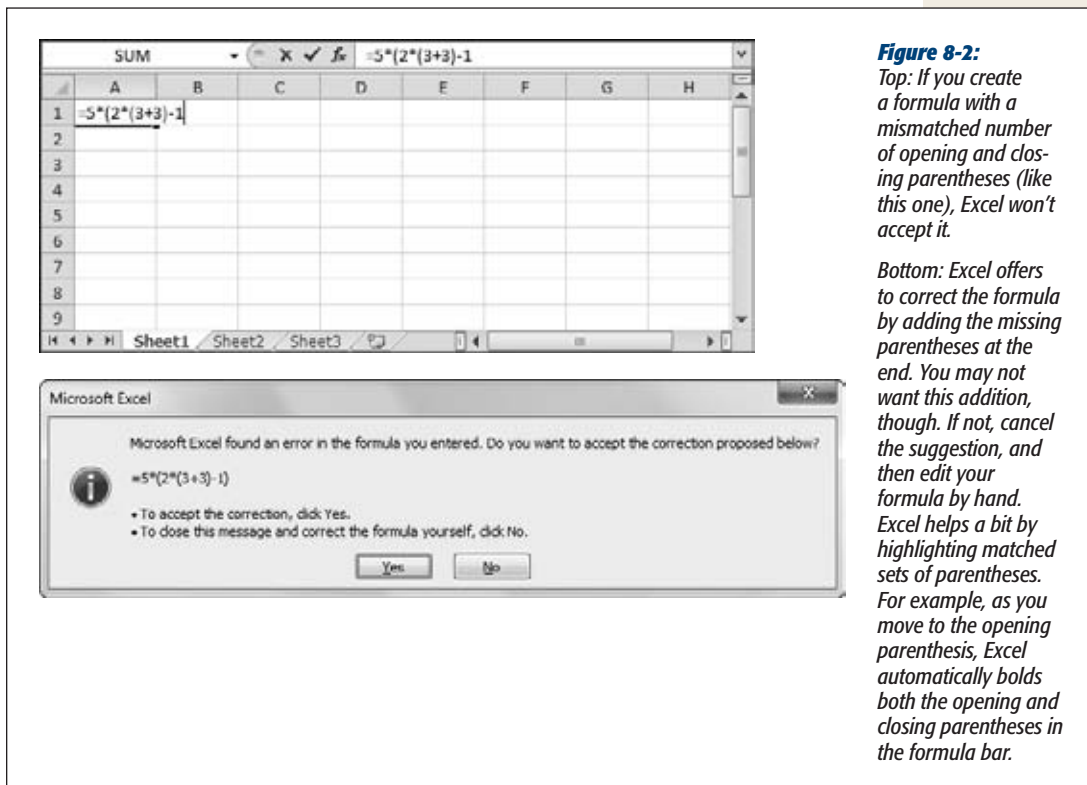 SUM
=5*(2*(3+3)-1
A B C D E F G H
1 =5*(2*(3+3)-1
2
3
4
5
6
7
8
9
Sheet1 Sheet2 Sheet3
Microsoft Excel
Microsoft Excel found an error in the formula you entered. Do you want to accept the correction proposed below?
=5*(2*(3+3)-1)
• To accept the correction, click Yes.
• To close this message and correct the formula yourself, click No.
Yes No
Figure 8-2:
Top: If you create
a formula with a
mismatched number
of opening and clos-
ing parentheses (like
this one), Excel won’t
accept it.
Bottom: Excel offers
to correct the formula
by adding the missing
parentheses at the
end. You may not
want this addition,
though. If not, cancel
the suggestion, and
then edit your
formula by hand.
Excel helps a bit by
highlighting matched
sets of parentheses.
For example, as you
move to the opening
parenthesis, Excel
automatically bolds
both the opening and
closing parentheses in
the formula bar.